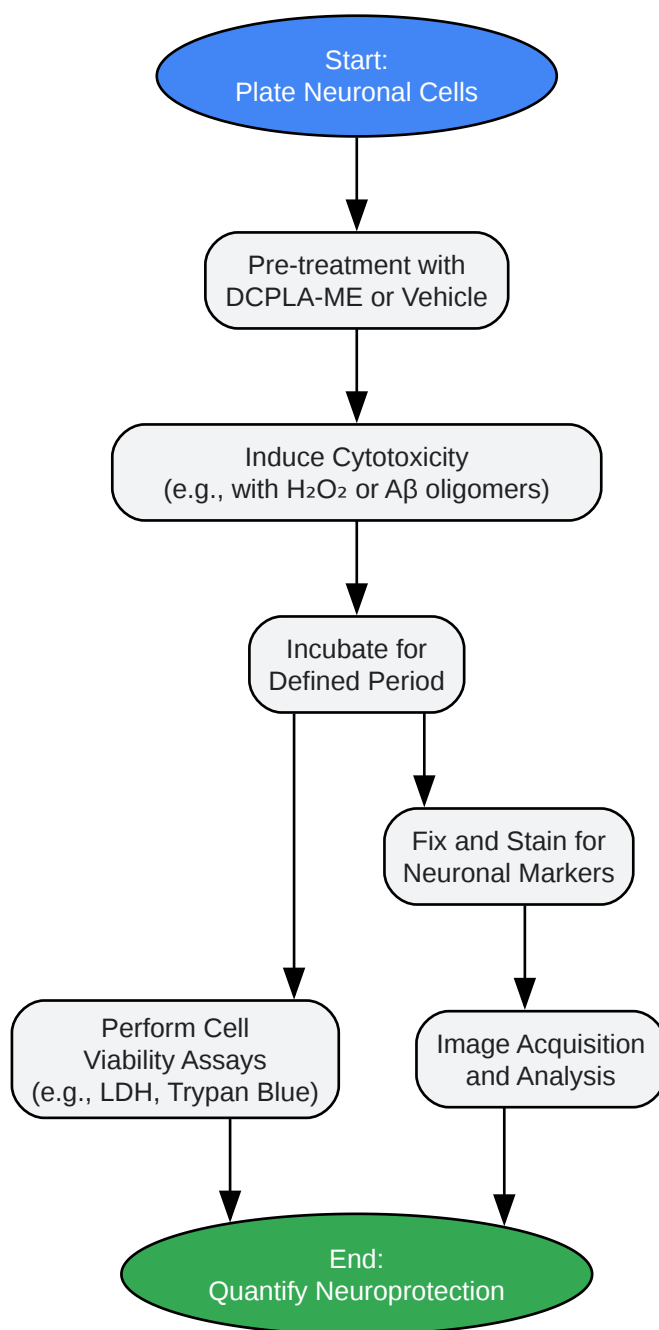 Start:
Plate Neuronal Cells
Pre-treatment with
DCPLA-ME or Vehicle
Induce Cytotoxicity
(e.g., with H₂O₂ or Aβ oligomers)
Incubate for
Defined Period
Fix and Stain for
Neuronal Markers
Perform Cell
Viability Assays
(e.g., LDH, Trypan Blue)
Image Acquisition
and Analysis
End:
Quantify Neuroprotection